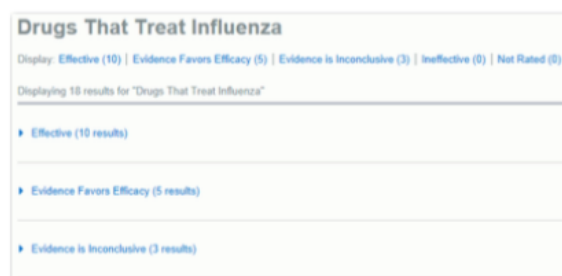 Drugs That Treat Influenza
Display: Effective (10) | Evidence Favors Efficacy (5) | Evidence is Inconclusive (3) | Ineffective (0) | Not Rated (0)
Displaying 18 results for "Drugs That Treat Influenza"
Effective (10 results)
Evidence Favors Efficacy (5 results)
Evidence is Inconclusive (3 results)